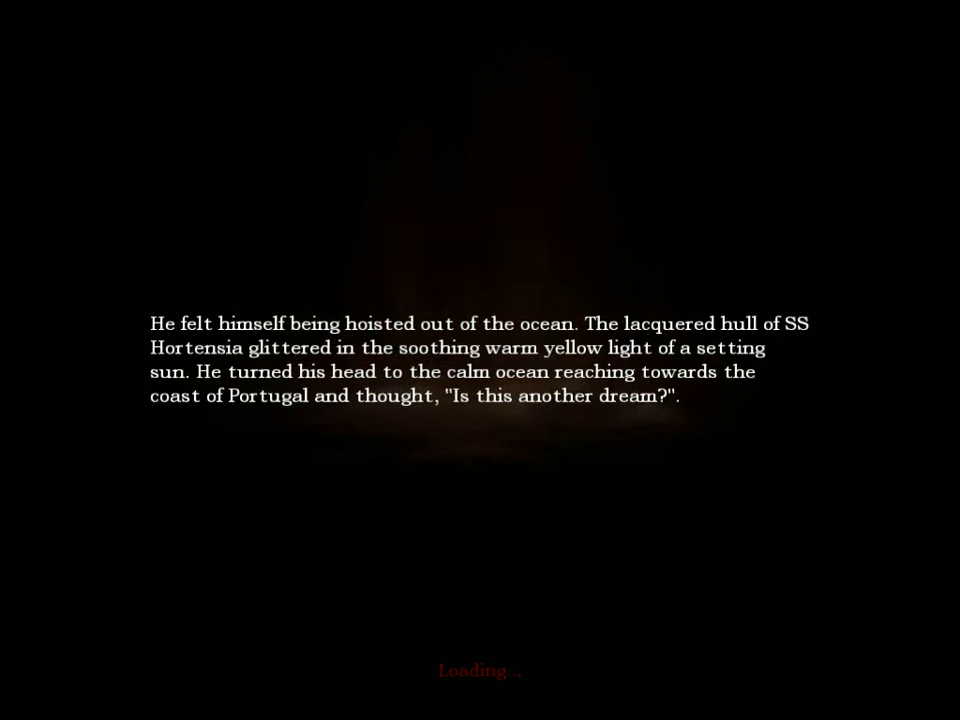 He felt himself being hoisted out of the ocean. The lacquered hull of SS
Hortensia glittered in the soothing warm yellow light of a setting
sun. He turned his head to the calm ocean reaching towards the
coast of Portugal and thought, "Is this another dream?".
Loading...